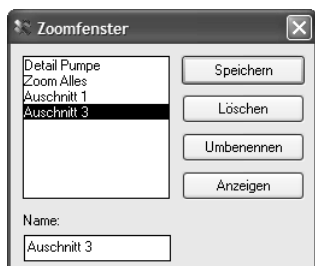 Zoomfenster
Detail Pumpe
Zoom Alles
Auschnitt 1
Auschnitt 3
Speichern
Löschen
Umbenennen
Anzeigen
Name:
Auschnitt 3